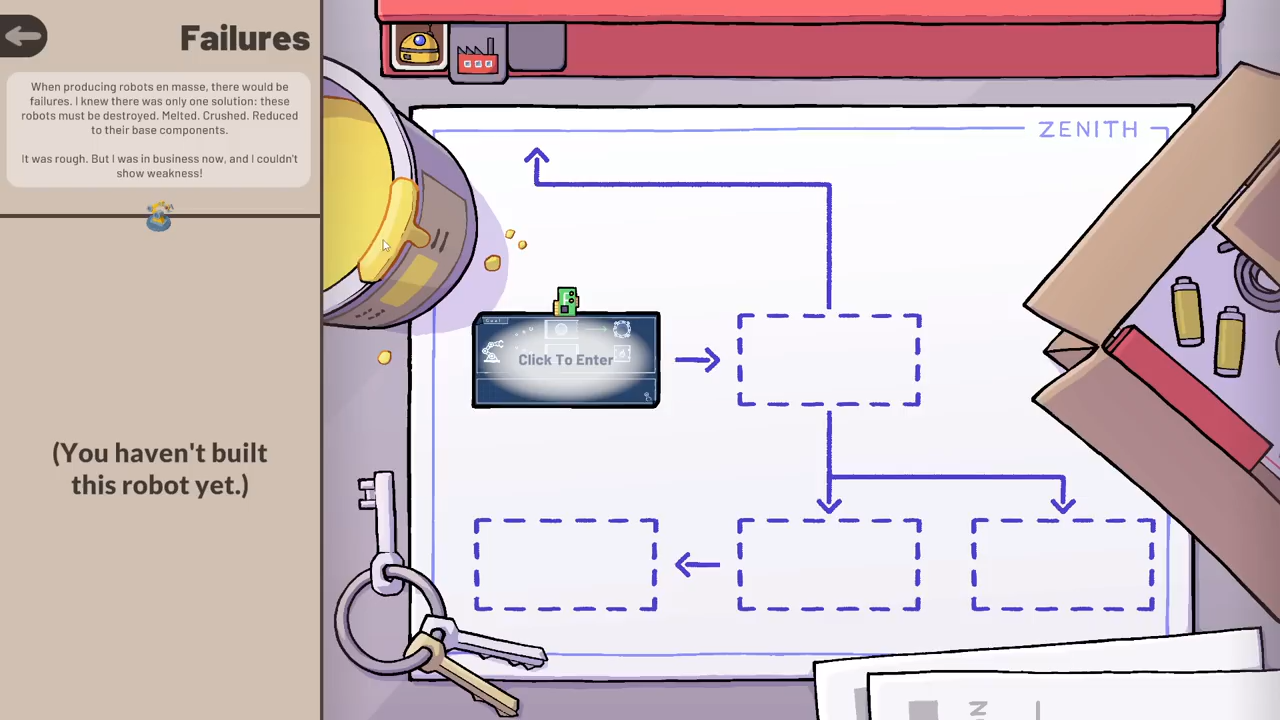 Failures
When producing robots en masse, there would be
failures. I knew there was only one solution: these
robots must be destroyed. Melted. Crushed. Reduced
to their base components.
It was rough. But I was in business now, and I couldn't
show weakness!
(You haven't built
this robot yet.)
ZENITH
Click To Enter
N